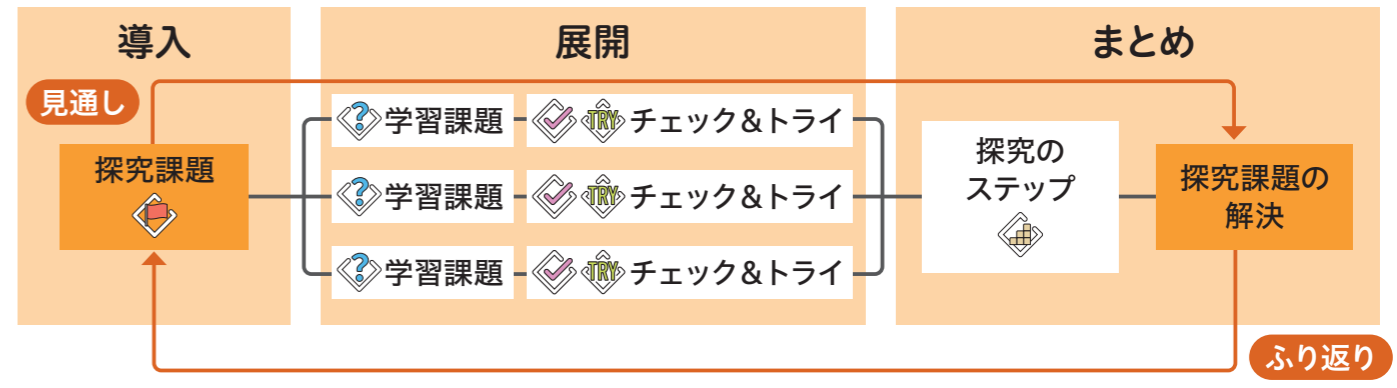 導入
展開
まとめ
見通し
探究課題
学習課題
TRY
チェック&トライ
学習課題
TRY
チェック&トライ
学習課題
TRY
チェック&トライ
探究の
ステップ
探究課題の
解決
ふり返り